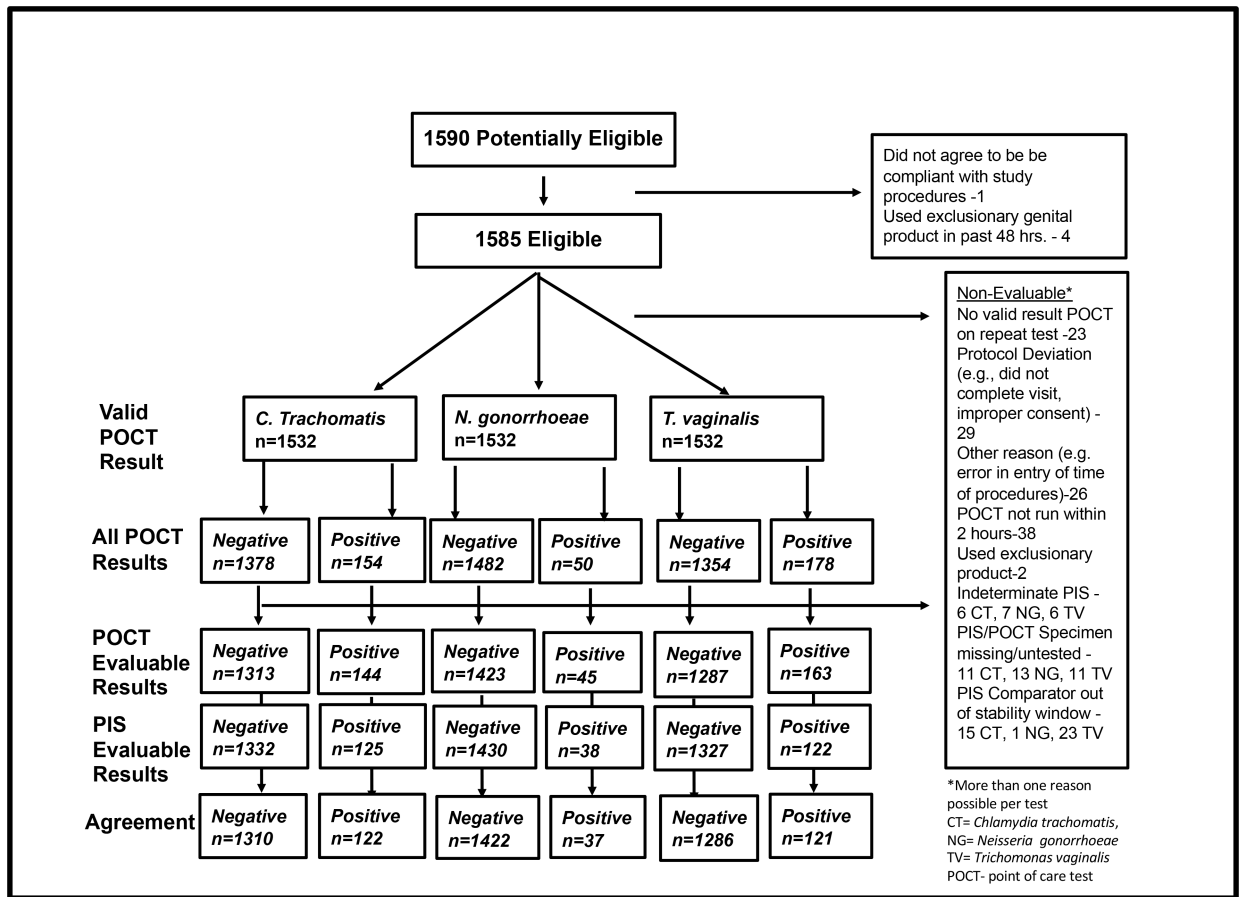 1590 Potentially Eligible
Did not agree to be be
compliant with study
procedures -1
Used exclusionary genital
product in past 48 hrs. - 4
1585 Eligible
Non-Evaluable*
No valid result POCT
on repeat test -23
Protocol Deviation
(e.g., did not
complete visit,
improper consent) -
29
Other reason (e.g.
error in entry of time
of procedures)-26
POCT not run within
2 hours-38
Used exclusionary
product-2
Indeterminate PIS -
6 CT, 7 NG, 6 TV
PIS/POCT Specimen
missing/untested -
11 CT, 13 NG, 11 TV
PIS Comparator out
of stability window -
15 CT, 1 NG, 23 TV
Valid
POCT
Result
C. Trachomatis
n=1532
N. gonorrhoeae
n=1532
T. vaginalis
n=1532
All POCT
Results
Negative
n=1378
Positive
n=154
Negative
n=1482
Positive
n=50
Negative
n=1354
Positive
n=178
POCT
Evaluable
Results
Negative
n=1313
Positive
n=144
Negative
n=1423
Positive
n=45
Negative
n=1287
Positive
n=163
PIS
Evaluable
Results
Negative
n=1332
Positive
n=125
Negative
n=1430
Positive
n=38
Negative
n=1327
Positive
n=122
Agreement
Negative
n=1310
Positive
n=122
Negative
n=1422
Positive
n=37
Negative
n=1286
Positive
n=121
*More than one reason
possible per test
CT= Chlamydia trachomatis,
NG= Neisseria gonorrhoeae
TV= Trichomonas vaginalis
POCT- point of care test